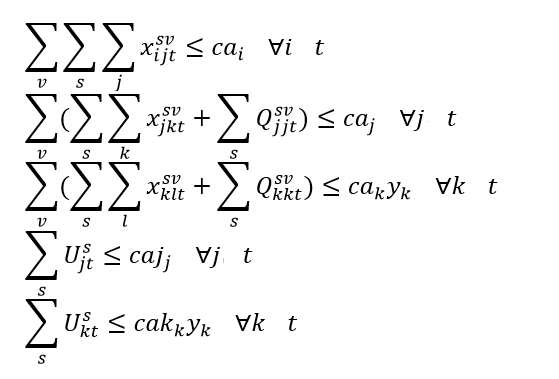 ∑_v ∑_s ∑_j x_{ijt}^{sv} ≤ ca_i ∀i t
∑_v (∑_s ∑_k x_{jkt}^{sv} + ∑_s Q_{jjt}^{sv}) ≤ ca_j ∀j t
∑_v (∑_s ∑_l x_{klt}^{sv} + ∑_s Q_{kkt}^{sv}) ≤ ca_k y_k ∀k t
∑_s U_{jt}^s ≤ caj_j ∀j t
∑_s U_{kt}^s ≤ cak_k y_k ∀k t